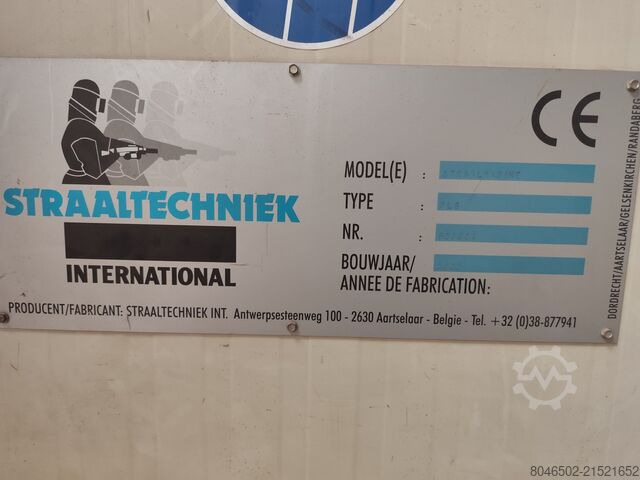 CE
MODEL(E) :
TYPE :
NR. :
BOUWJAAR/ :
ANNEE DE FABRICATION:
STRAALTECHNIEK
INTERNATIONAL
PRODUCENT/FABRICANT: STRAALTECHNIEK INT. Antwerpsesteenweg 100 - 2630 Aartselaar - Belgie - Tel. +32 (0)38-877941
DORDRECHT/AARTSELAAR/GELSENKIRCHEN/RANDABERG
8046502-21521652